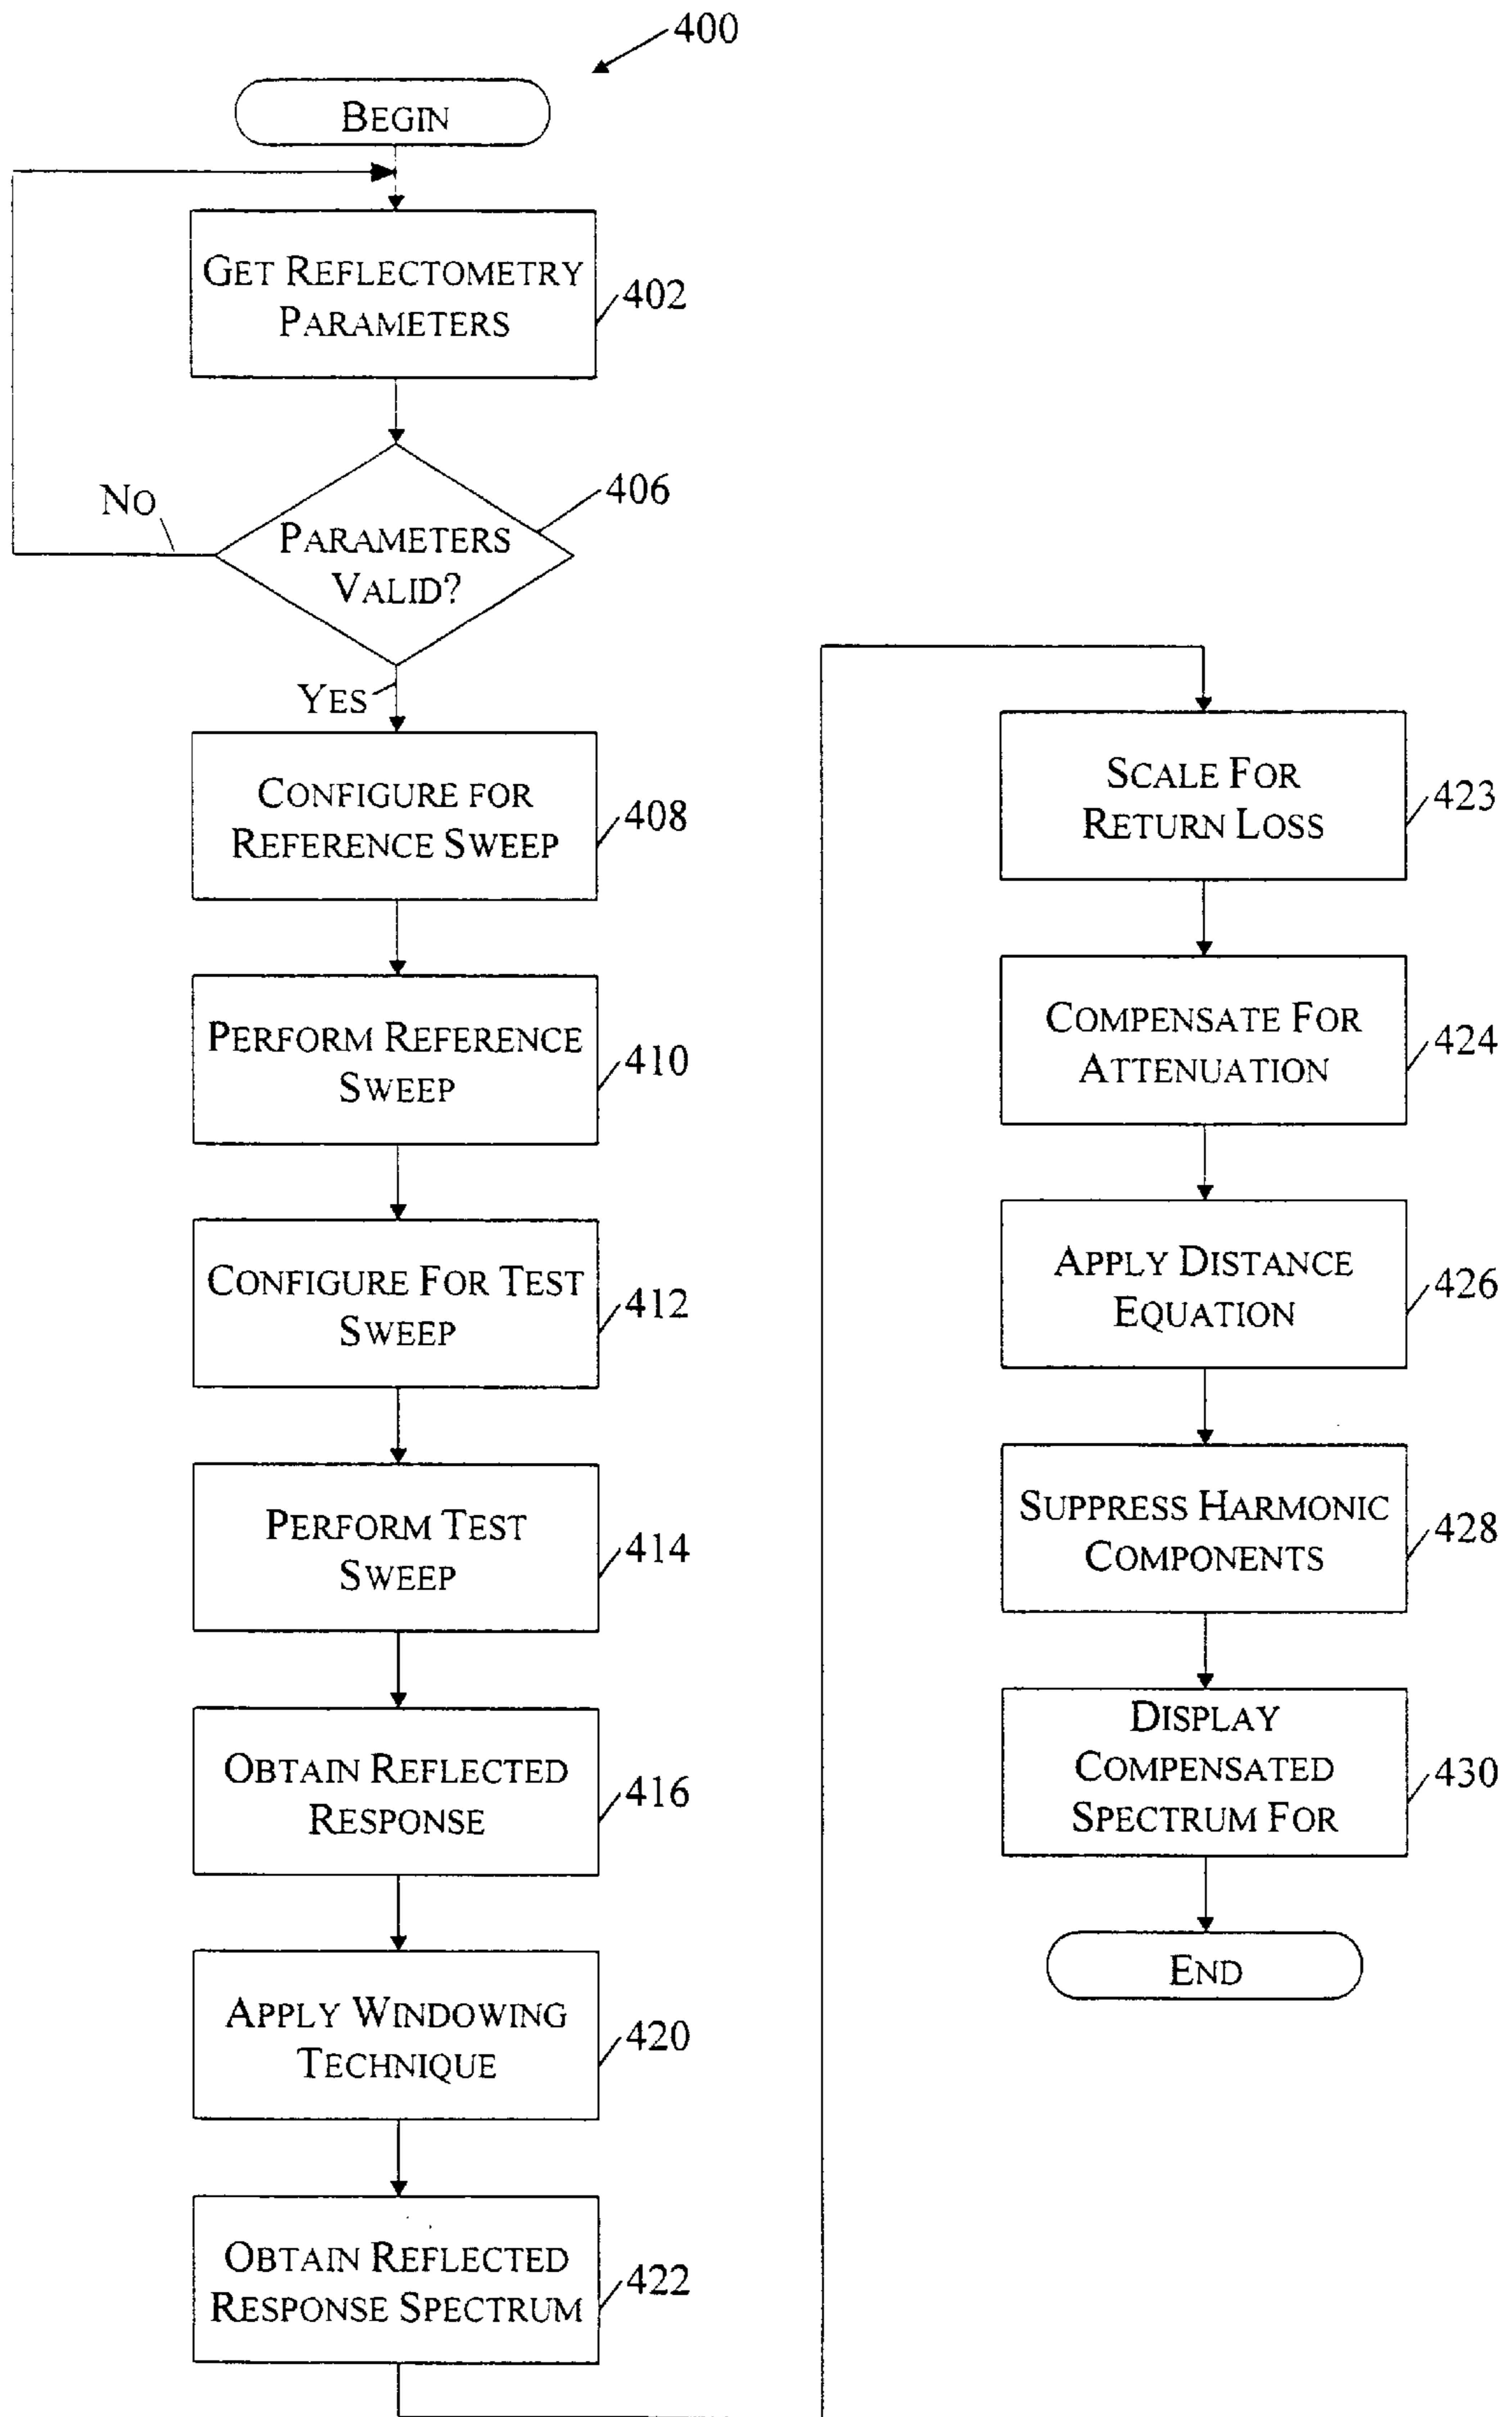 400
BEGIN
GET REFLECTOMETRY
PARAMETERS
402
NO
406
PARAMETERS
VALID?
YES
CONFIGURE FOR
REFERENCE SWEEP
408
PERFORM REFERENCE
SWEEP
410
CONFIGURE FOR TEST
SWEEP
412
PERFORM TEST
SWEEP
414
OBTAIN REFLECTED
RESPONSE
416
APPLY WINDOWING
TECHNIQUE
420
OBTAIN REFLECTED
RESPONSE SPECTRUM
422
SCALE FOR
RETURN LOSS
423
COMPENSATE FOR
ATTENUATION
424
APPLY DISTANCE
EQUATION
426
SUPPRESS HARMONIC
COMPONENTS
428
DISPLAY
COMPENSATED
SPECTRUM FOR
430
END